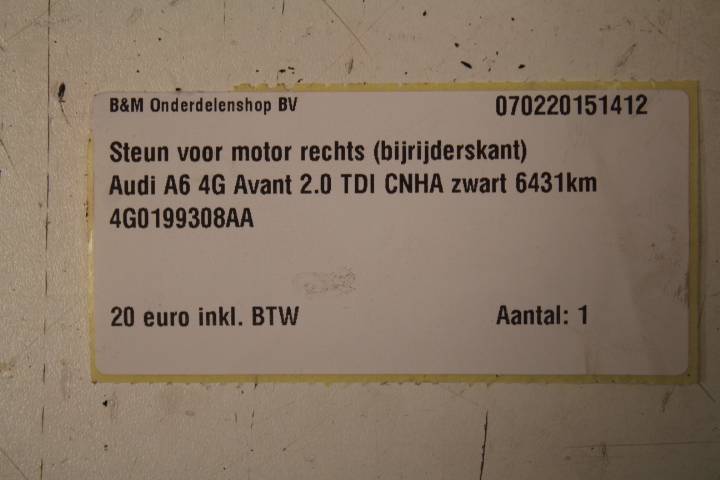 B&M Onderdelenshop BV 070220151412
Steun voor motor rechts (bijrijderskant)
Audi A6 4G Avant 2.0 TDI CNHA zwart 6431km
4G0199308AA
20 euro inkl. BTW Aantal: 1